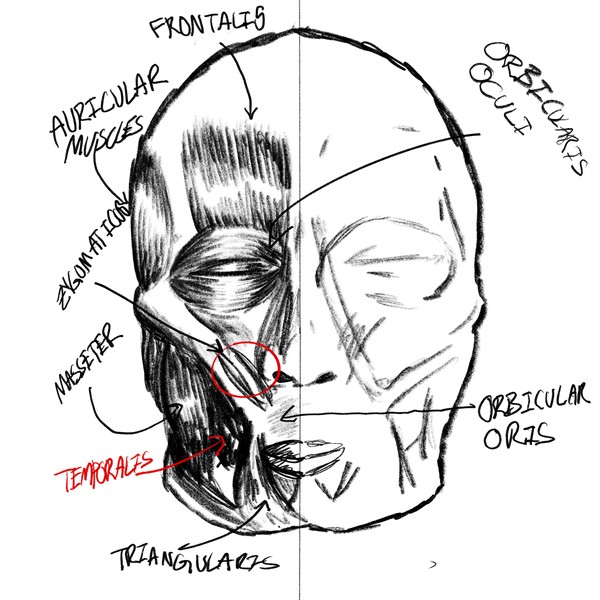 FRONTALIS
ORBICULARIS
OCULI
AURICULAR
MUSCLES
ZYGOMATICUS
MASSETER
ORBICULAR
ORIS
TEMPORALIS
TRIANGULARIS